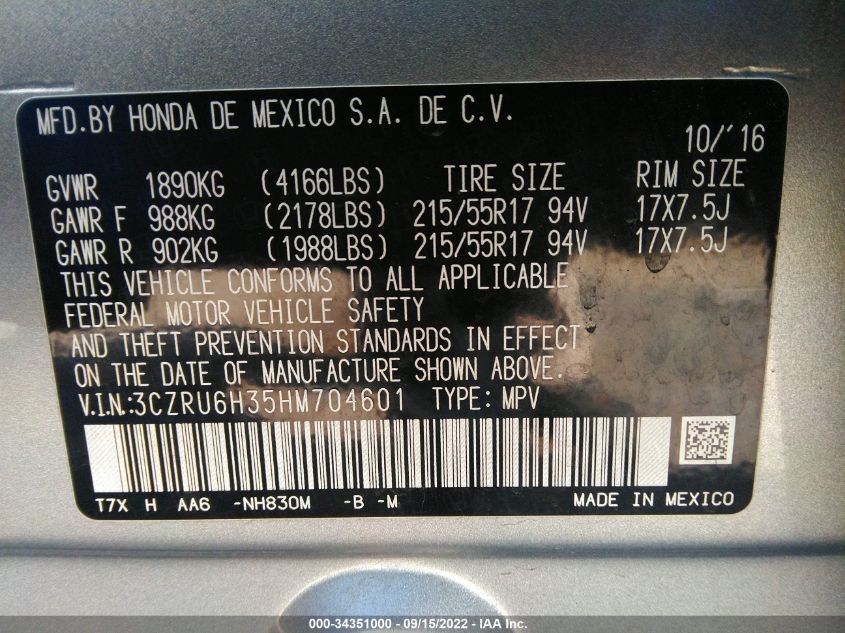 MFD.BY HONDA DE MEXICO S.A. DE C.V.
10/'16
GVWR 1890KG (4166LBS) TIRE SIZE RIM SIZE
GAWR F 988KG (2178LBS) 215/55R17 94V 17X7.5J
GAWR R 902KG (1988LBS) 215/55R17 94V 17X7.5J
THIS VEHICLE CONFORMS TO ALL APPLICABLE
FEDERAL MOTOR VEHICLE SAFETY
AND THEFT PREVENTION STANDARDS IN EFFECT
ON THE DATE OF MANUFACTURE SHOWN ABOVE.
V.I.N.:3CZRU6H35HM704601 TYPE: MPV
T7X H AA6 -NH830M -B -M MADE IN MEXICO
000-34351000 - 09/15/2022 - IAA Inc.